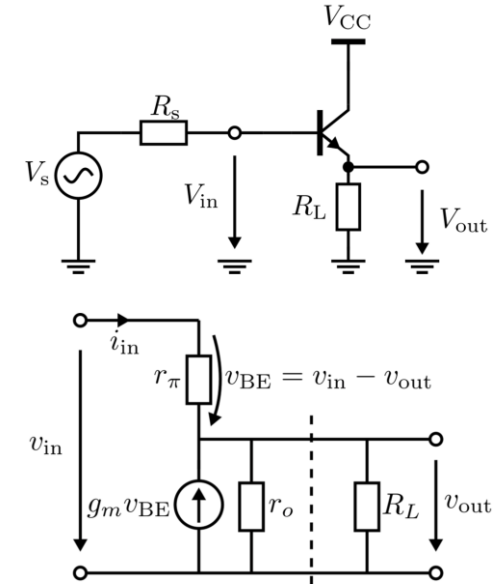 V_CC
R_s
V_s
V_in
R_L
V_out
i_in
r_π
v_BE = v_in − v_out
v_in
g_m v_BE
r_o
R_L
v_out